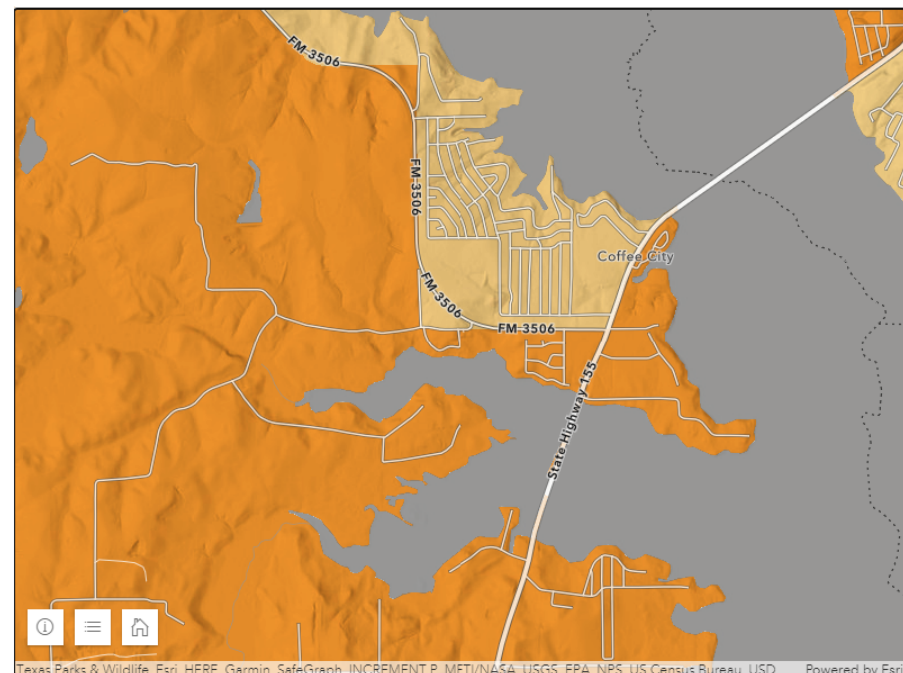 FM 3506
FM 3506
Coffee City
FM 3506
FM 3506
State Highway 155
Texas Parks & Wildlife, Esri, HERE, Garmin, SafeGraph, INCREMENT P, METI/NASA, USGS, EPA, NPS, US Census Bureau, USD... Powered by Esri